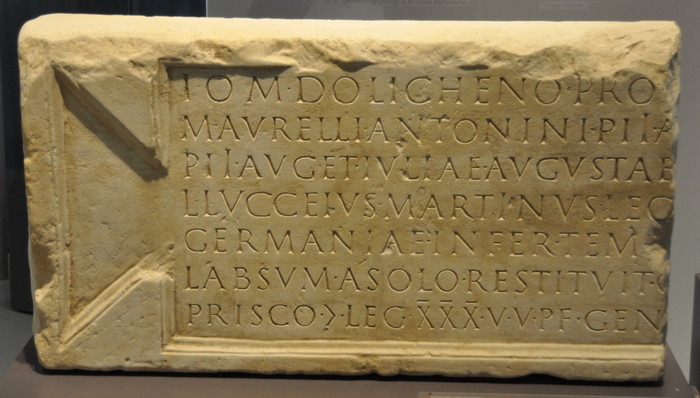 I O M · DOLICHENO · PRO
M AVRELLI ANTONINI · PII · A
PII · AVG ET · IVLIAE · AVGVSTAE
L LVCCEIVS · MARTINVS · LEG
GERMANIAE · INFER · TEM
LABSVM · A SOLO · RESTITVIT ·
PRISCO · > · LEG X̅X̅X̅ · V · V · PF · GEN